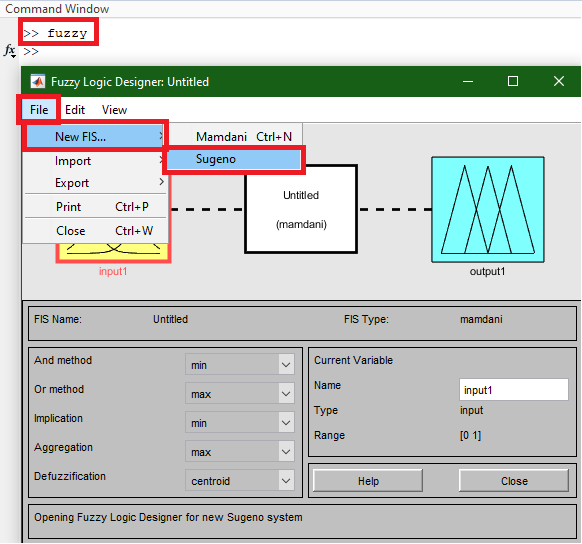 Command Window
>> fuzzy
fx >>
Fuzzy Logic Designer: Untitled
File Edit View
New FIS... > Mamdani Ctrl+N
Import > Sugeno
Export >
Print Ctrl+P
Close Ctrl+W
Untitled
(mamdani)
input1
output1
FIS Name: Untitled FIS Type: mamdani
And method min
Or method max
Implication min
Aggregation max
Defuzzification centroid
Current Variable
Name input1
Type input
Range [0 1]
Help Close
Opening Fuzzy Logic Designer for new Sugeno system